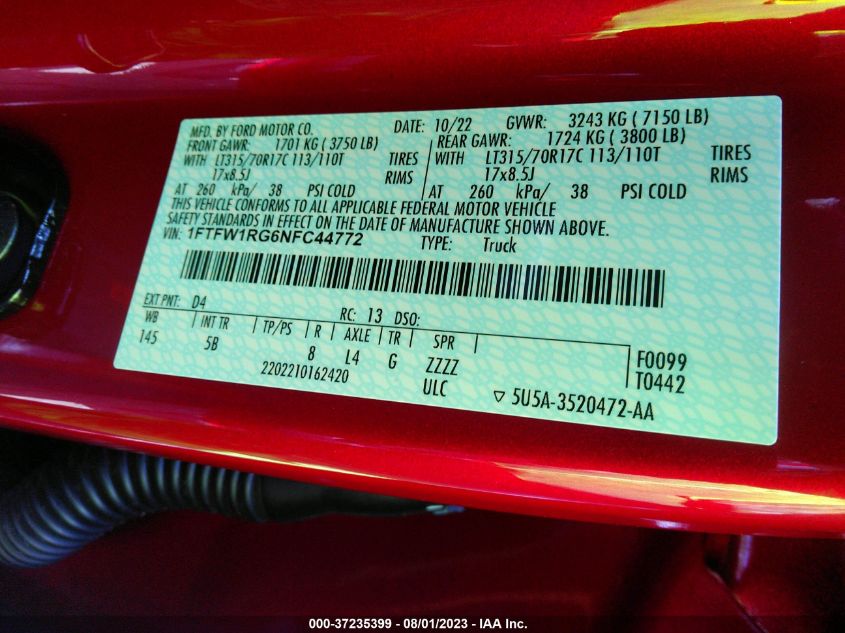 MFD. BY FORD MOTOR CO. DATE: 10/22 GVWR: 3243 KG ( 7150 LB)
FRONT GAWR: 1701 KG ( 3750 LB) REAR GAWR: 1724 KG ( 3800 LB)
WITH LT315/70R17C 113/110T TIRES WITH LT315/70R17C 113/110T TIRES
17x8.5J RIMS 17x8.5J RIMS
AT 260 kPa/ 38 PSI COLD AT 260 kPa/ 38 PSI COLD
THIS VEHICLE CONFORMS TO ALL APPLICABLE FEDERAL MOTOR VEHICLE
SAFETY STANDARDS IN EFFECT ON THE DATE OF MANUFACTURE SHOWN ABOVE.
VIN: 1FTFW1RG6NFC44772 TYPE: Truck
EXT PNT: D4 RC: 13 DSO:
WB INT TR TP/PS R AXLE TR SPR
145 5B 8 L4 G ZZZZ F0099
2202210162420 ULC T0442
▽ 5U5A-3520472-AA
000-37235399 - 08/01/2023 - IAA Inc.